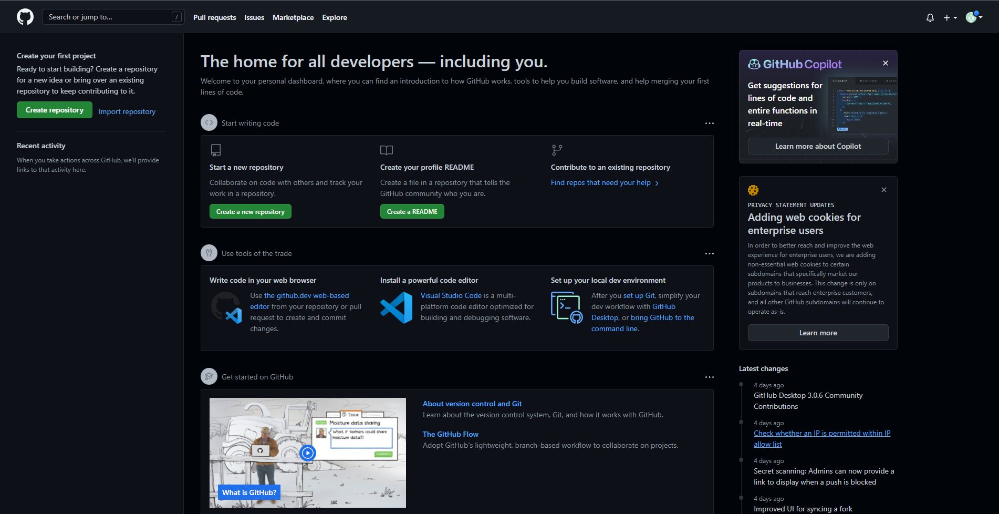 Search or jump to...
/
Pull requests
Issues
Marketplace
Explore
Create your first project
Ready to start building? Create a repository
for a new idea or bring over an existing
repository to keep contributing to it.
Create repository
Import repository
Recent activity
When you take actions across GitHub, we'll provide
links to that activity here.
The home for all developers — including you.
Welcome to your personal dashboard, where you can find an introduction to how GitHub works, tools to help you build software, and help merging your first
lines of code.
Start writing code
Start a new repository
Collaborate on code with others and track your
work in a repository.
Create a new repository
Create your profile README
Create a file in a repository that tells the
GitHub community who you are.
Create a README
Contribute to an existing repository
Find repos that need your help
Use tools of the trade
Write code in your web browser
Use the github.dev web-based
editor from your repository or pull
request to create and commit
changes.
Install a powerful code editor
Visual Studio Code is a multi-
platform code editor optimized for
building and debugging software.
Set up your local dev environment
After you set up Git, simplify your
dev workflow with GitHub
Desktop, or bring GitHub to the
command line.
Get started on GitHub
Issue
Moisture data sharing
What if farmers could share
moisture data?!
Comment
What is GitHub?
About version control and Git
Learn about the version control system, Git, and how it works with GitHub.
The GitHub Flow
Adopt GitHub's lightweight, branch-based workflow to collaborate on projects.
GitHub Copilot
Get suggestions for
lines of code and
entire functions in
real-time
Learn more about Copilot
PRIVACY STATEMENT UPDATES
Adding web cookies for
enterprise users
In order to better reach and improve the web
experience for enterprise users, we are adding
non-essential web cookies to certain
subdomains that specifically market our
products to businesses. This change is only on
subdomains that reach enterprise customers,
and all other GitHub subdomains will continue to
operate as-is.
Learn more
Latest changes
4 days ago
GitHub Desktop 3.0.6 Community
Contributions
4 days ago
Check whether an IP is permitted within IP
allow list
4 days ago
Secret scanning: Admins can now provide a
link to display when a push is blocked
4 days ago
Improved UI for syncing a fork